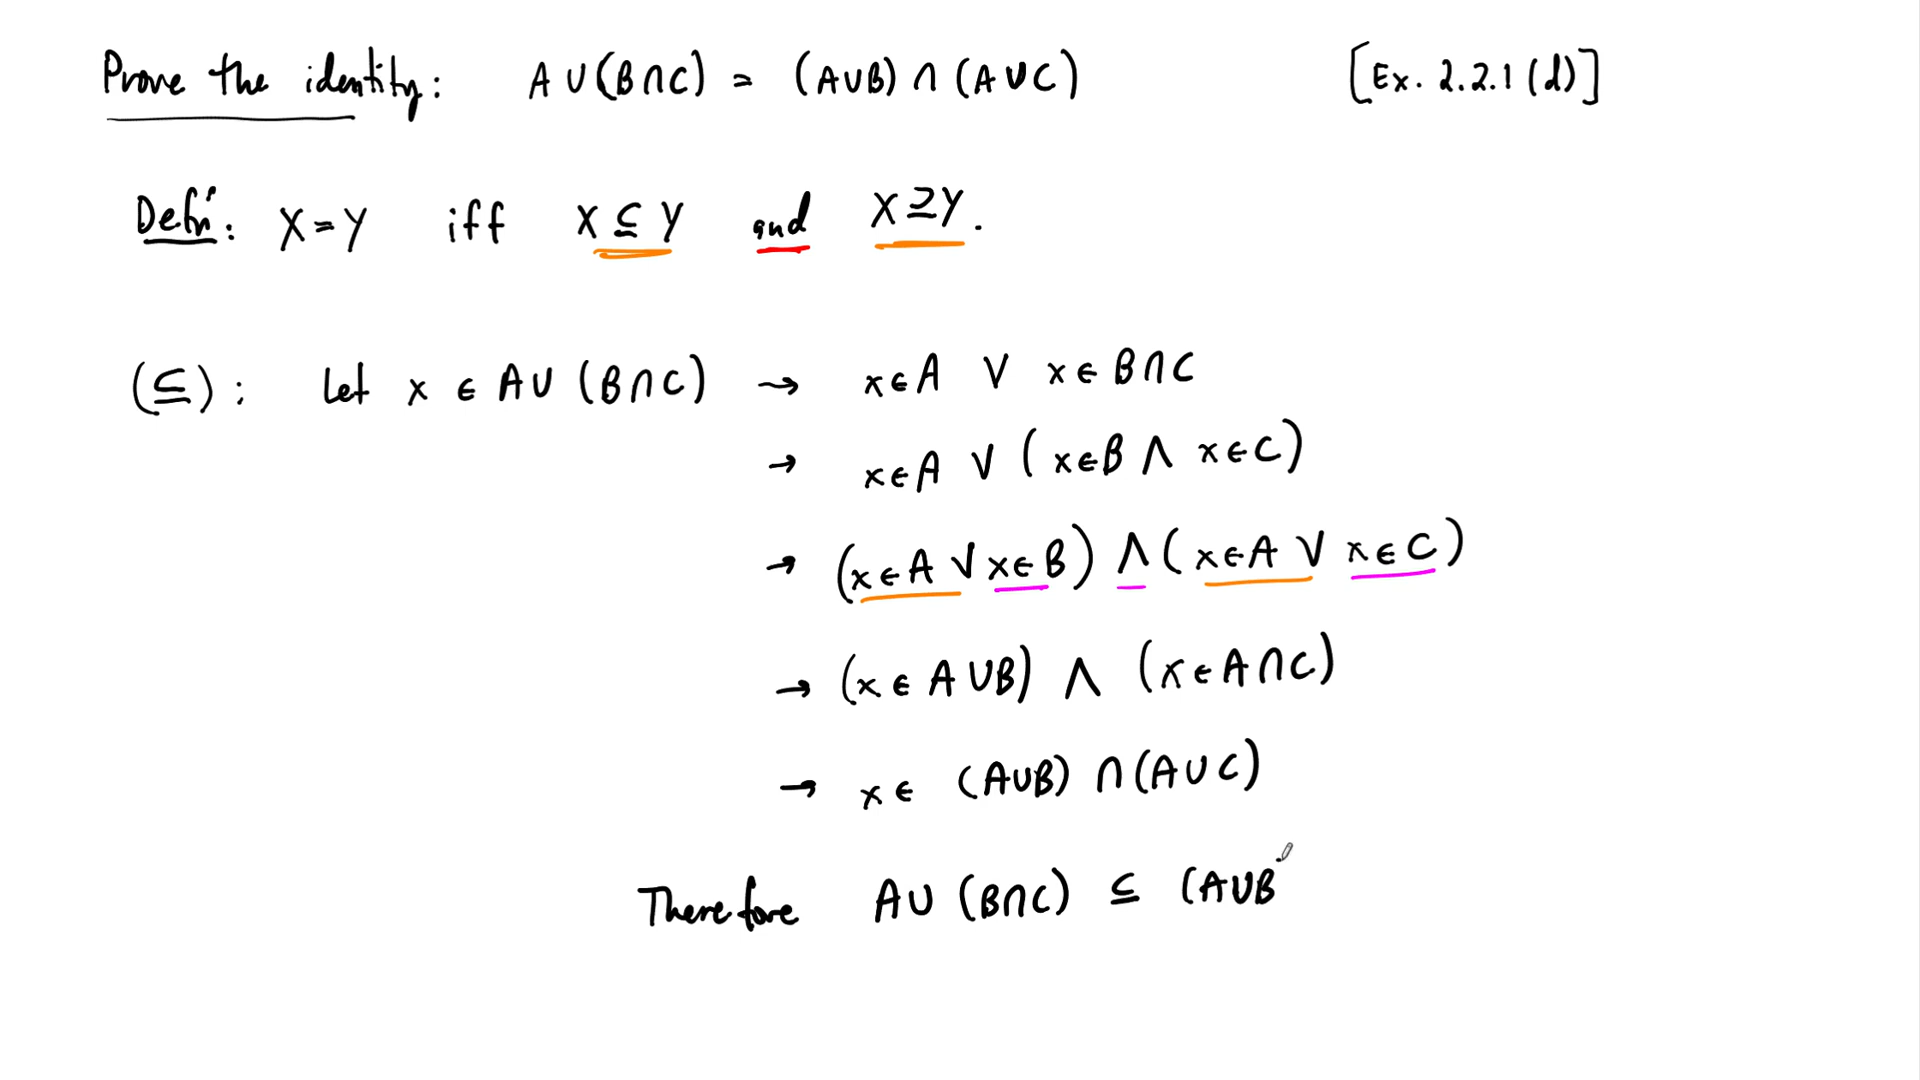 Prove the identity: A∪(B∩C) = (A∪B)∩(A∪C) [Ex. 2.2.1(d)]
Defn: X=Y iff X⊆Y and X⊇Y.
(⊆): Let x ∈ A∪(B∩C) → x∈A ∨ x∈B∩C
→ x∈A ∨ (x∈B ∧ x∈C)
→ (x∈A ∨ x∈B) ∧ (x∈A ∨ x∈C)
→ (x∈A∪B) ∧ (x∈A∩C)
→ x∈ (A∪B)∩(A∪C)
Therefore A∪(B∩C) ⊆ (A∪B